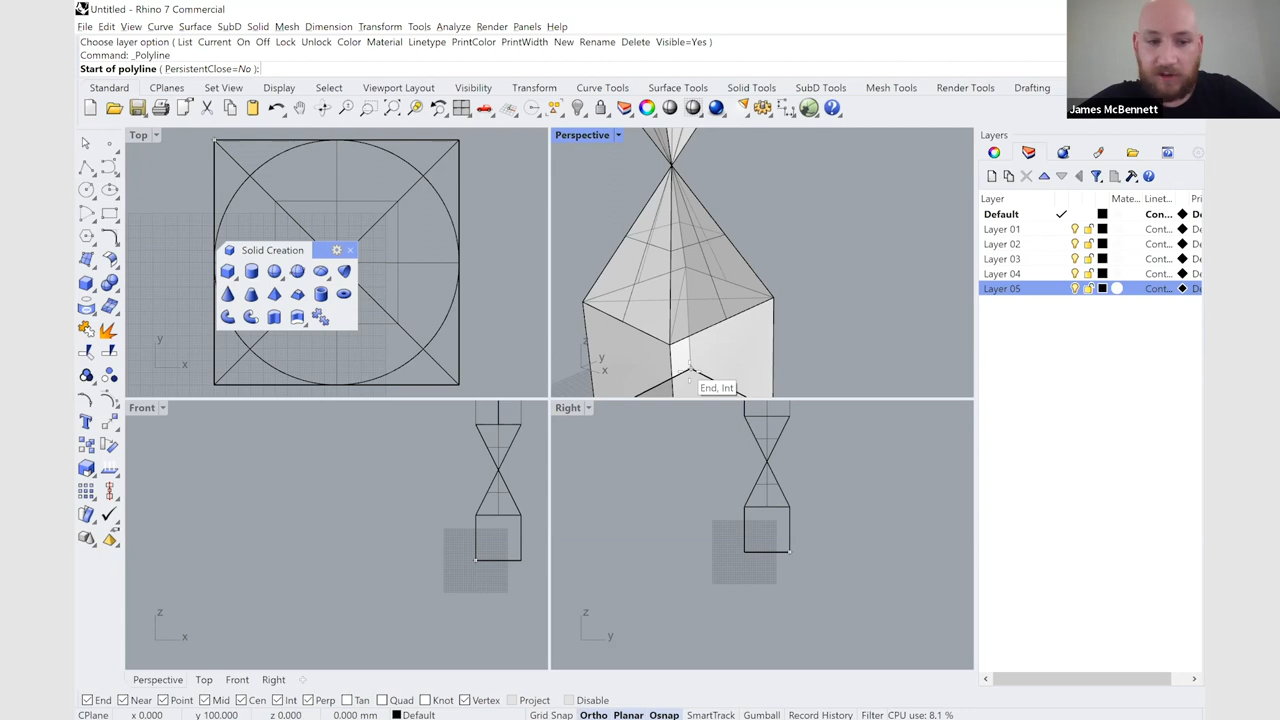 Untitled - Rhino 7 Commercial
File Edit View Curve Surface SubD Solid Mesh Dimension Transform Tools Analyze Render Panels Help
Choose layer option ( List Current On Off Lock Unlock Color Material Linetype PrintColor PrintWidth New Rename Delete Visible=Yes )
Command: _Polyline
Start of polyline ( PersistentClose=No ):
Standard CPlanes Set View Display Select Viewport Layout Visibility Transform Curve Tools Surface Tools Solid Tools SubD Tools Mesh Tools Render Tools Drafting
James McBennett
Top
Perspective
Layers
Layer Mate... Linet... Pri
Default Con... De
Layer 01 Cont... De
Layer 02 Cont... De
Layer 03 Cont... De
Layer 04 Cont... De
Layer 05 Cont... De
Solid Creation
y
x
z
y
x
End, Int
Front
Right
z
x
z
y
Perspective Top Front Right
End Near Point Mid Cen Int Perp Tan Quad Knot Vertex Project Disable
CPlane x 0.000 y 100.000 z 0.000 0.000 mm Default Grid Snap Ortho Planar Osnap SmartTrack Gumball Record History Filter CPU use: 8.1 %